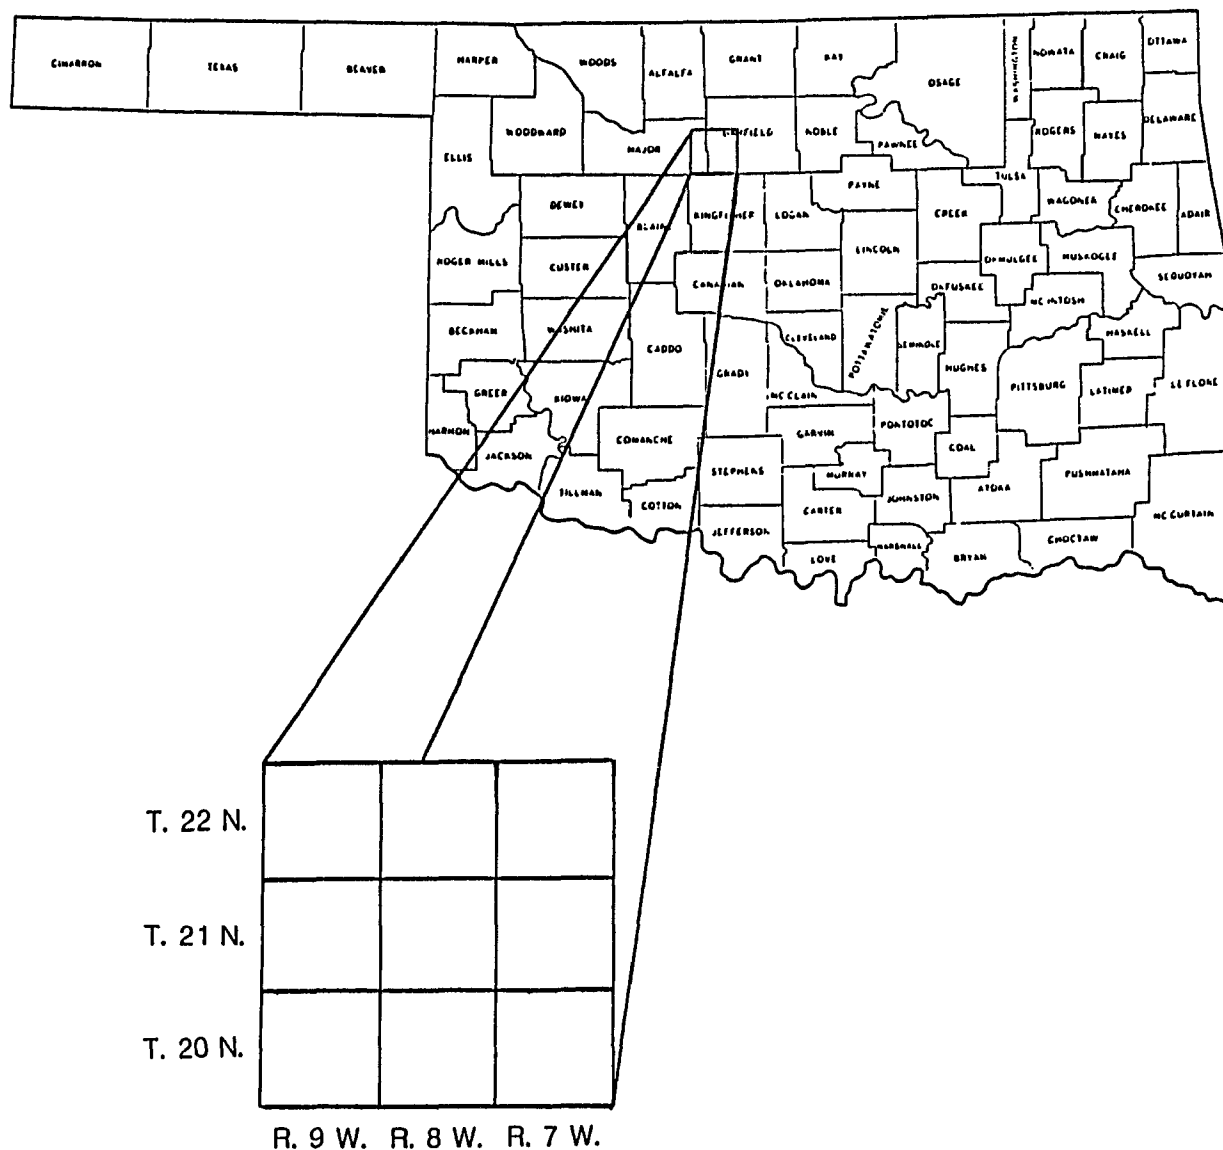 CIMARRON
TEXAS
BEAVER
HARPER
WOODS
ALFALFA
GRANT
KAY
OSAGE
WASHINGTON
NOWATA
CRAIG
OTTAWA
ELLIS
WOODWARD
MAJOR
NOBLE
PAWNEE
ROGERS
MAYES
DELAWARE
DEWEY
BLAINE
KINGFISHER
LOGAN
PAYNE
CREEK
TULSA
WAGONER
CHEROKEE
ADAIR
ROGER MILLS
CUSTER
CANADIAN
OKLAHOMA
LINCOLN
OKMULGEE
MUSKOGEE
SEQUOYAH
BECKHAM
WASHITA
CADDO
GRADY
CLEVELAND
POTTAWATOMIE
SEMINOLE
OKFUSKEE
MC INTOSH
HASKELL
HUGHES
PITTSBURG
LATIMER
LE FLORE
GREER
KIOWA
MC CLAIN
HARMON
JACKSON
COMANCHE
GARVIN
PONTOTOC
COAL
TILLMAN
COTTON
STEPHENS
MURRAY
JOHNSTON
ATOKA
PUSHMATAHA
JEFFERSON
CARTER
LOVE
MARSHALL
BRYAN
CHOCTAW
MC CURTAIN
T. 22 N.
T. 21 N.
T. 20 N.
R. 9 W. R. 8 W. R. 7 W.